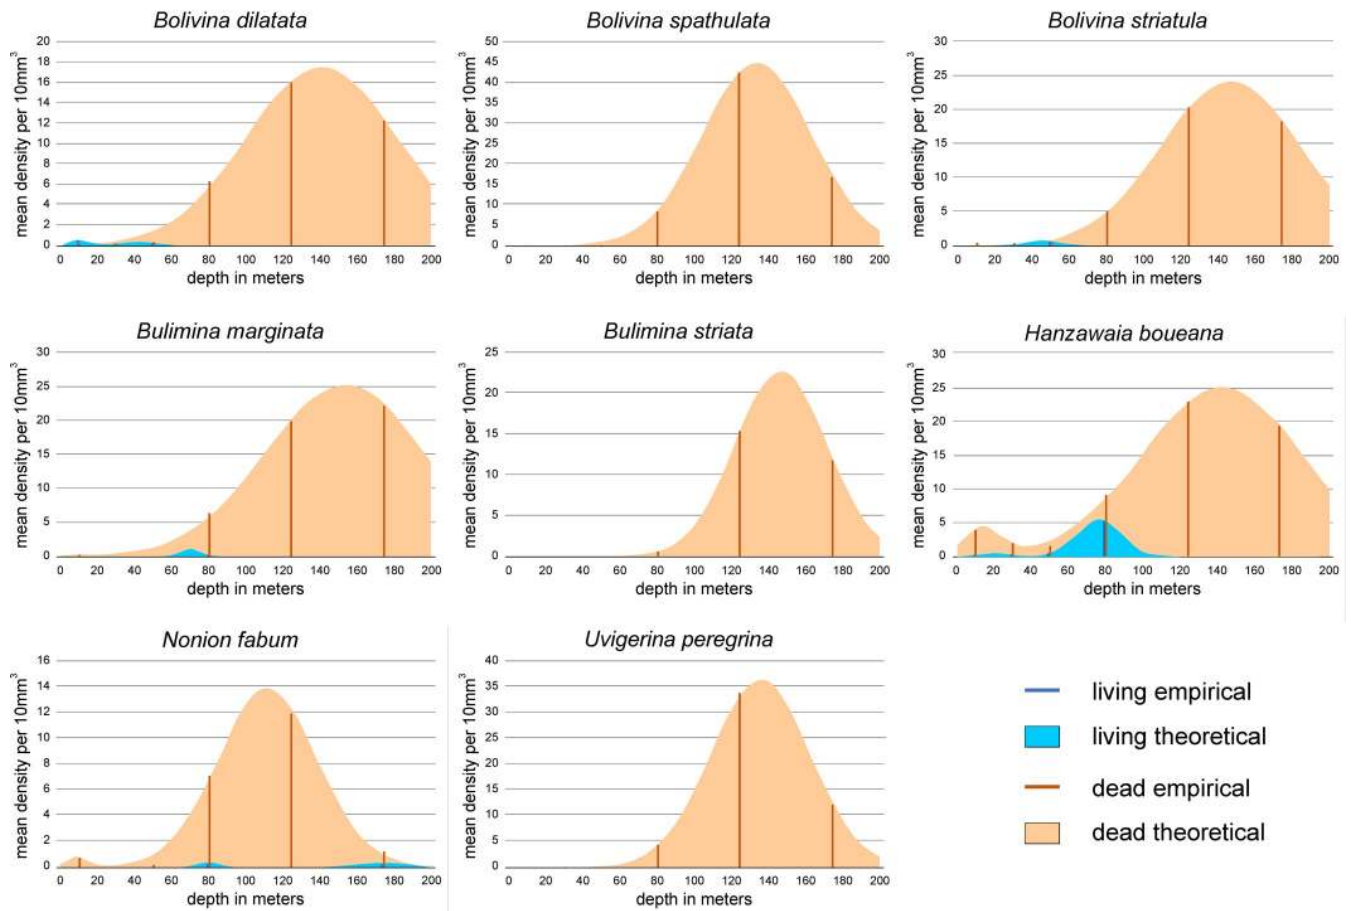 Bolivina dilatata
mean density per 10mm³
20
18
16
14
12
10
8
6
4
2
0
0 20 40 60 80 100 120 140 160 180 200
depth in meters
Bolivina spathulata
mean density per 10mm³
50
45
40
35
30
25
20
15
10
5
0
0 20 40 60 80 100 120 140 160 180 200
depth in meters
Bolivina striatula
mean density per 10mm³
30
25
20
15
10
5
0
0 20 40 60 80 100 120 140 160 180 200
depth in meters
Bulimina marginata
mean density per 10mm³
30
25
20
15
10
5
0
0 20 40 60 80 100 120 140 160 180 200
depth in meters
Bulimina striata
mean density per 10mm³
25
20
15
10
5
0
0 20 40 60 80 100 120 140 160 180 200
depth in meters
Hanzawaia boueana
mean density per 10mm³
30
25
20
15
10
5
0
0 20 40 60 80 100 120 140 160 180 200
depth in meters
Nonion fabum
mean density per 10mm³
16
14
12
10
8
6
4
2
0
0 20 40 60 80 100 120 140 160 180 200
depth in meters
Uvigerina peregrina
mean density per 10mm³
40
35
30
25
20
15
10
5
0
0 20 40 60 80 100 120 140 160 180 200
depth in meters
living empirical
living theoretical
dead empirical
dead theoretical